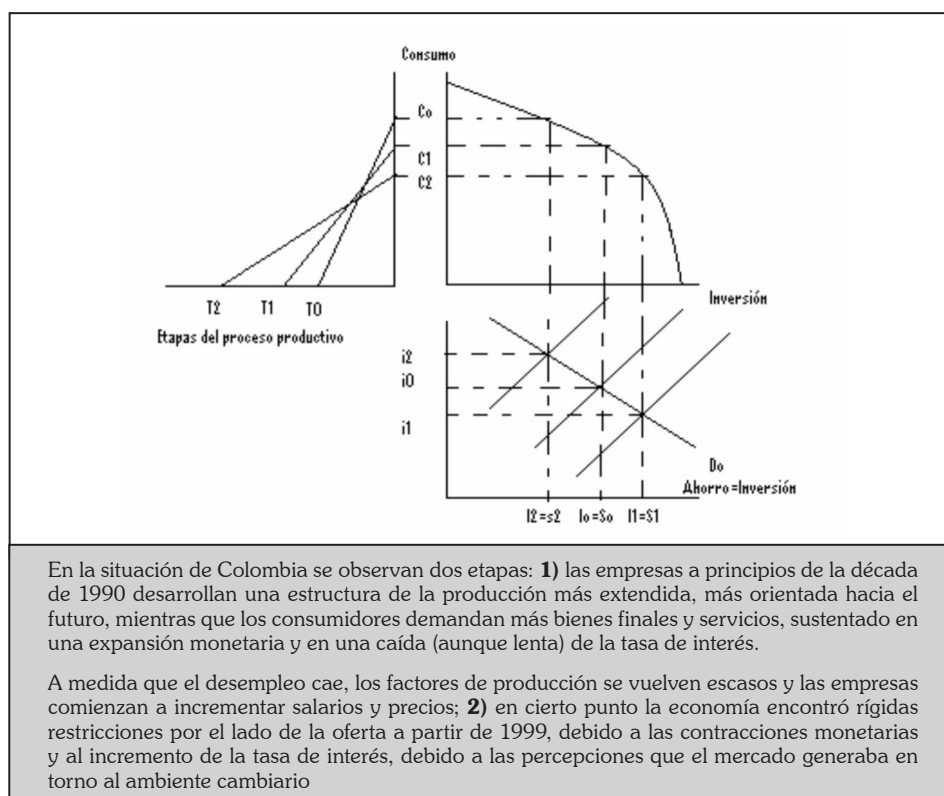 Consumo
Co
C1
C2
T2 T1 T0
Etapas del proceso productivo
Inversión
i2
i0
i1
Do
Ahorro=Inversión
I2=s2 Io=So I1=S1
En la situación de Colombia se observan dos etapas: 1) las empresas a principios de la década
de 1990 desarrollan una estructura de la producción más extendida, más orientada hacia el
futuro, mientras que los consumidores demandan más bienes finales y servicios, sustentado en
una expansión monetaria y en una caída (aunque lenta) de la tasa de interés.
A medida que el desempleo cae, los factores de producción se vuelven escasos y las empresas
comienzan a incrementar salarios y precios; 2) en cierto punto la economía encontró rígidas
restricciones por el lado de la oferta a partir de 1999, debido a las contracciones monetarias
y al incremento de la tasa de interés, debido a las percepciones que el mercado generaba en
torno al ambiente cambiario